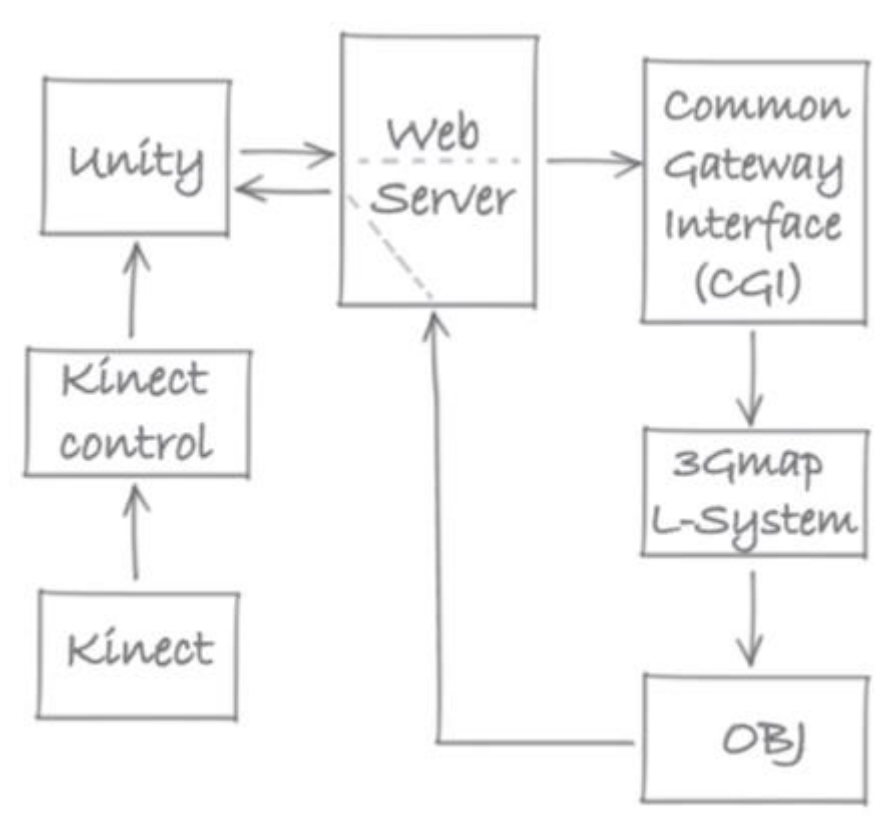 Unity
Web
Server
Common
Gateway
Interface
(CGI)
Kinect
control
3Gmap
L-System
Kinect
OBJ